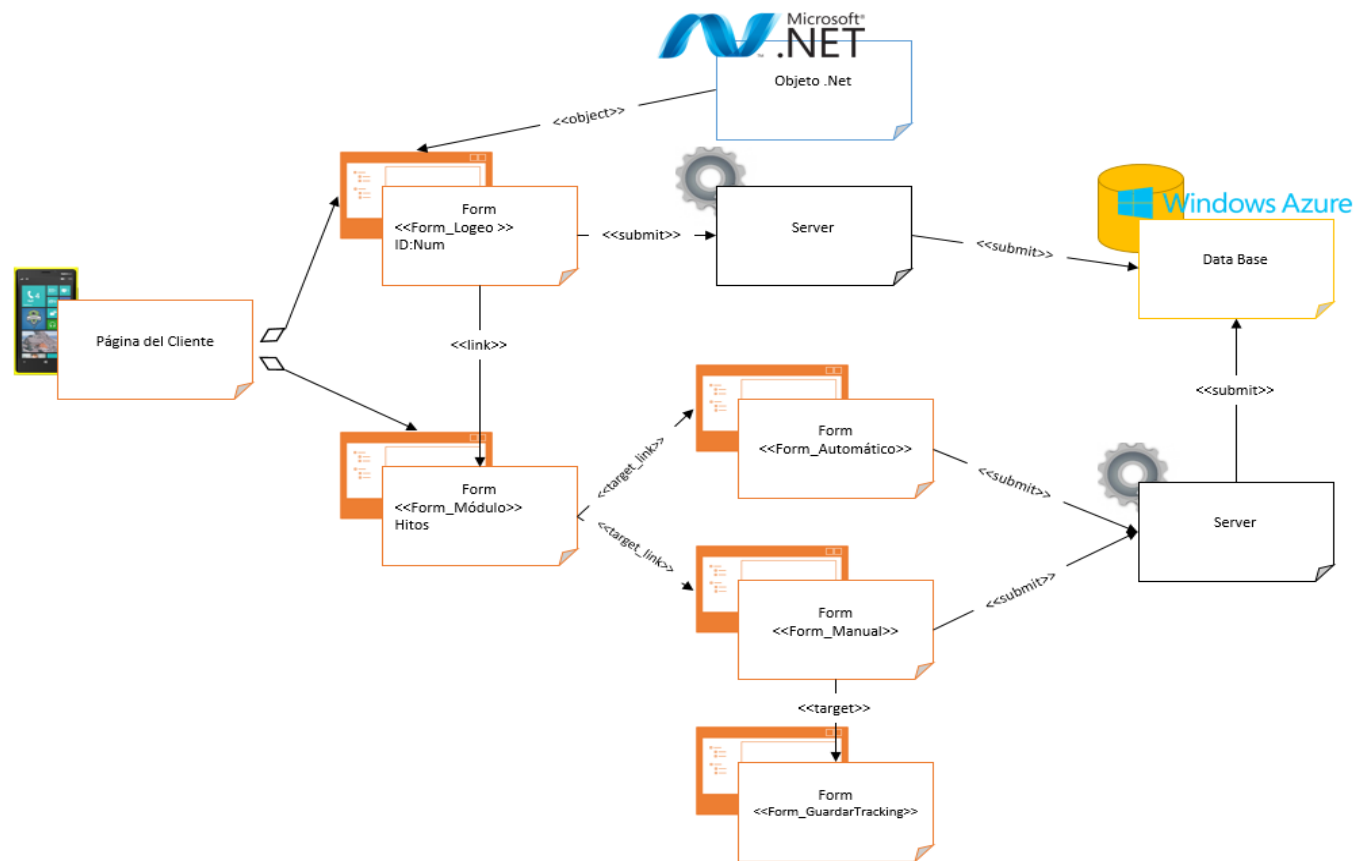 Microsoft®
.NET
™
Objeto .Net
<<object>>
Form
<<Form_Logeo >>
ID:Num
<<submit>>
Server
<<submit>>
Windows Azure
Data Base
Página del Cliente
<<link>>
<<submit>>
Form
<<Form_Módulo>>
Hitos
<<target_link>>
<<target_link>>
Form
<<Form_Automático>>
<<submit>>
Server
Form
<<Form_Manual>>
<<submit>>
<<target>>
Form
<<Form_GuardarTracking>>